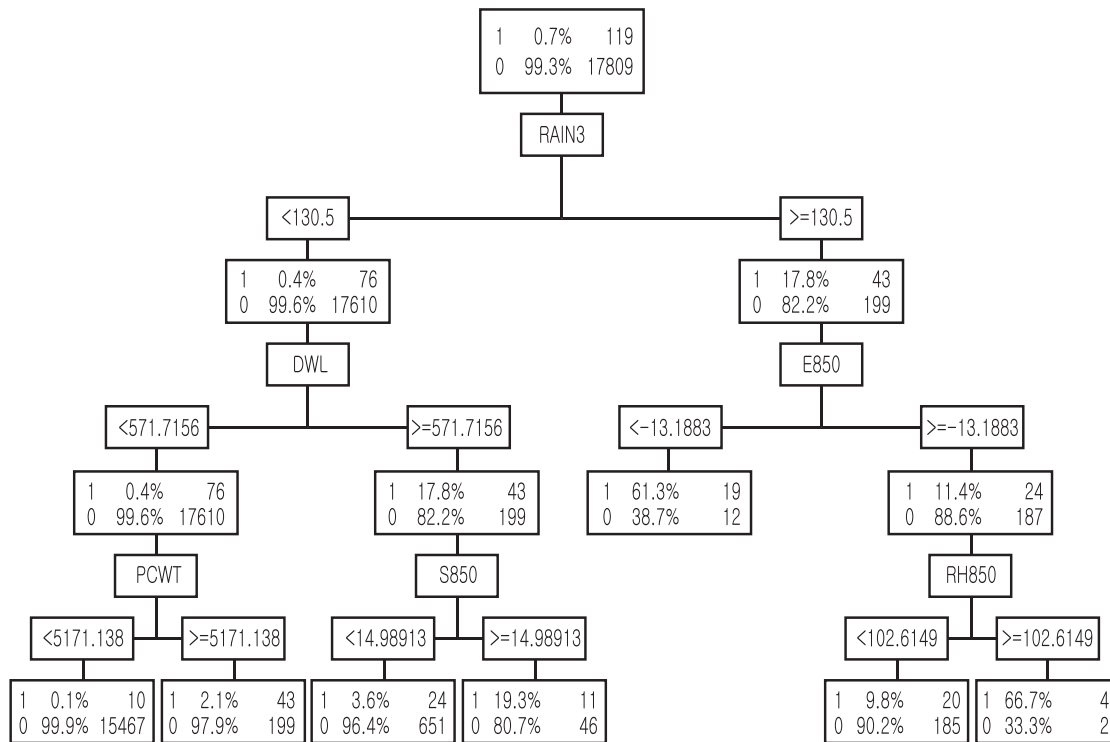 1 0.7% 119
0 99.3% 17809
RAIN3
<130.5
>=130.5
1 0.4% 76
0 99.6% 17610
1 17.8% 43
0 82.2% 199
DWL
E850
<571.7156
>=571.7156
<-13.1883
>=-13.1883
1 0.4% 76
0 99.6% 17610
1 17.8% 43
0 82.2% 199
1 61.3% 19
0 38.7% 12
1 11.4% 24
0 88.6% 187
PCWT
S850
RH850
<5171.138
>=5171.138
<14.98913
>=14.98913
<102.6149
>=102.6149
1 0.1% 10
0 99.9% 15467
1 2.1% 43
0 97.9% 199
1 3.6% 24
0 96.4% 651
1 19.3% 11
0 80.7% 46
1 9.8% 20
0 90.2% 185
1 66.7% 4
0 33.3% 2